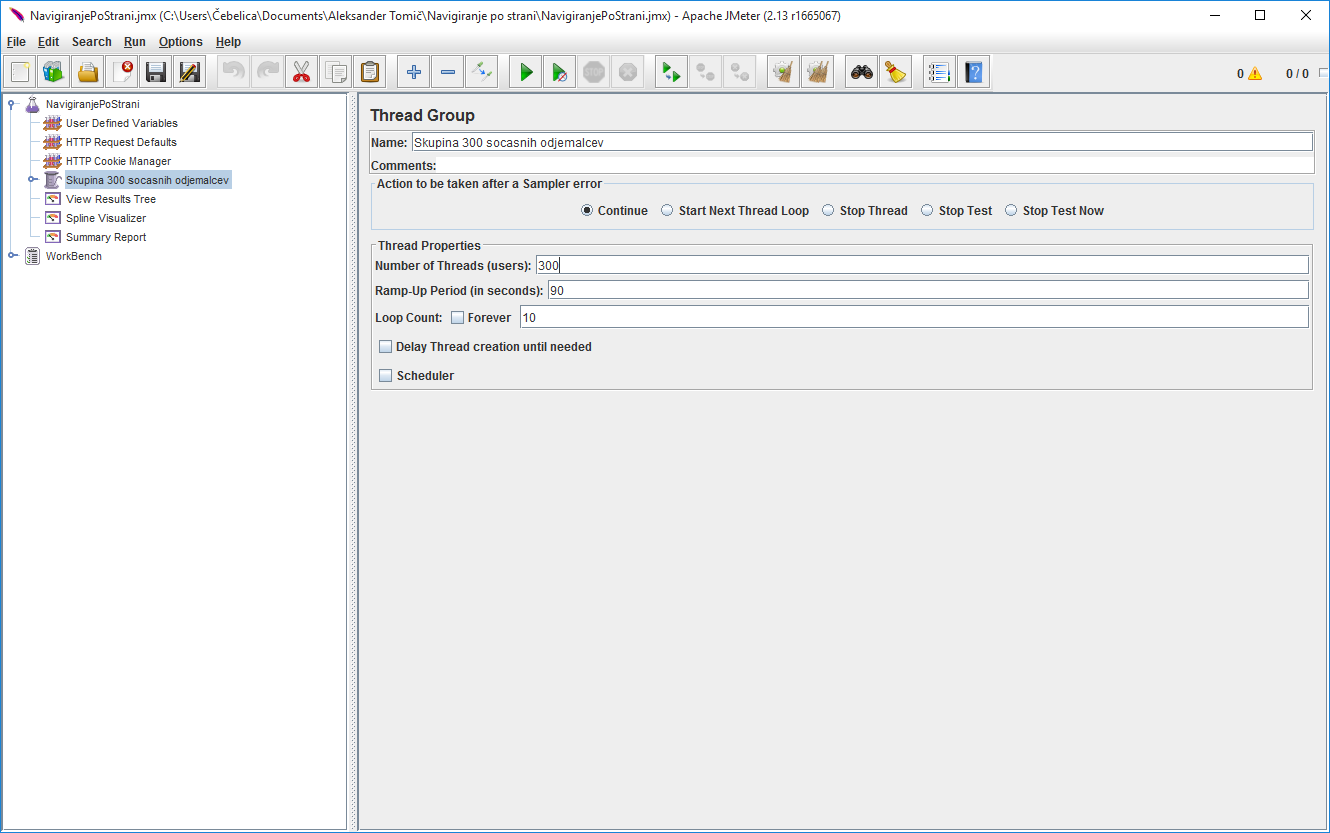 NavigiranjePoStrani.jmx (C:\Users\Čebelica\Documents\Aleksander Tomič\Navigiranje po strani\NavigiranjePoStrani.jmx) - Apache JMeter (2.13 r1665067)
File Edit Search Run Options Help
STOP
0 0 / 0
NavigiranjePoStrani
User Defined Variables
HTTP Request Defaults
HTTP Cookie Manager
Skupina 300 socasnih odjemalcev
View Results Tree
Spline Visualizer
Summary Report
WorkBench
Thread Group
Name: Skupina 300 socasnih odjemalcev
Comments:
Action to be taken after a Sampler error
Continue Start Next Thread Loop Stop Thread Stop Test Stop Test Now
Thread Properties
Number of Threads (users): 300
Ramp-Up Period (in seconds): 90
Loop Count: Forever 10
Delay Thread creation until needed
Scheduler